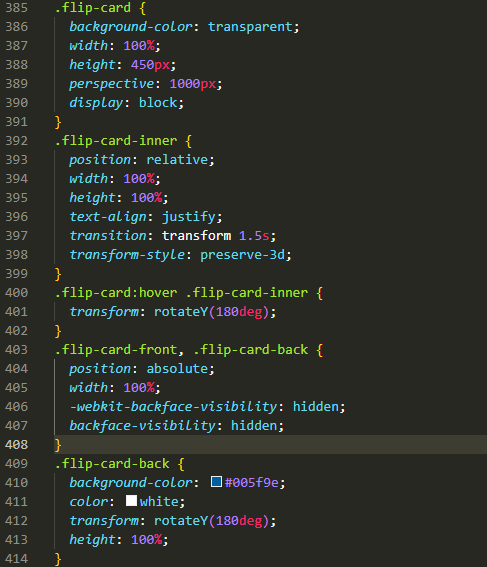 385 .flip-card {
386 background-color: transparent;
387 width: 100%;
388 height: 450px;
389 perspective: 1000px;
390 display: block;
391 }
392 .flip-card-inner {
393 position: relative;
394 width: 100%;
395 height: 100%;
396 text-align: justify;
397 transition: transform 1.5s;
398 transform-style: preserve-3d;
399 }
400 .flip-card:hover .flip-card-inner {
401 transform: rotateY(180deg);
402 }
403 .flip-card-front, .flip-card-back {
404 position: absolute;
405 width: 100%;
406 -webkit-backface-visibility: hidden;
407 backface-visibility: hidden;
408 }
409 .flip-card-back {
410 background-color: #005f9e;
411 color: white;
412 transform: rotateY(180deg);
413 height: 100%;
414 }